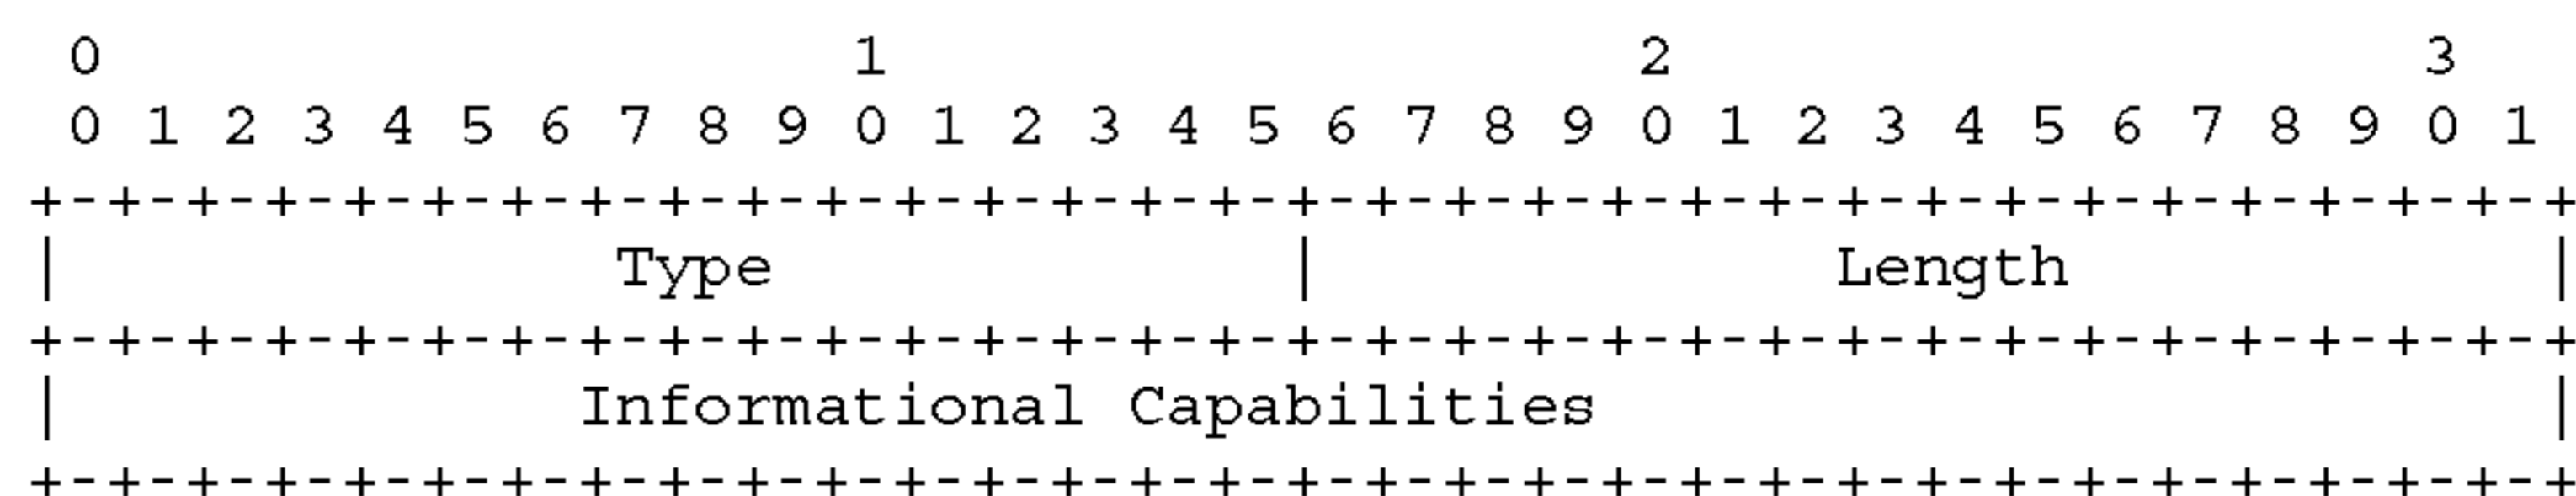 0                   1                   2                   3
 0 1 2 3 4 5 6 7 8 9 0 1 2 3 4 5 6 7 8 9 0 1 2 3 4 5 6 7 8 9 0 1
+-+-+-+-+-+-+-+-+-+-+-+-+-+-+-+-+-+-+-+-+-+-+-+-+-+-+-+-+-+-+-+-+
|              Type             |             Length            |
+-+-+-+-+-+-+-+-+-+-+-+-+-+-+-+-+-+-+-+-+-+-+-+-+-+-+-+-+-+-+-+-+
|             Informational Capabilities                        |
+-+-+-+-+-+-+-+-+-+-+-+-+-+-+-+-+-+-+-+-+-+-+-+-+-+-+-+-+-+-+-+-+